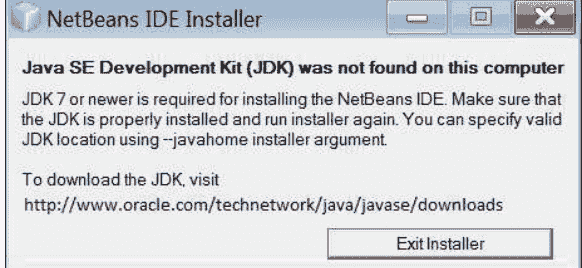 NetBeans IDE Installer
Java SE Development Kit (JDK) was not found on this computer
JDK 7 or newer is required for installing the NetBeans IDE. Make sure that
the JDK is properly installed and run installer again. You can specify valid
JDK location using --javahome installer argument.
To download the JDK, visit
http://www.oracle.com/technetwork/java/javase/downloads
Exit Installer